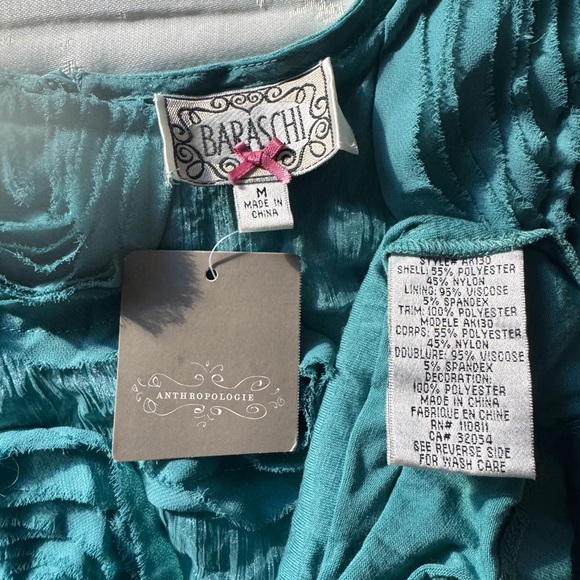 BARASCHI
M
MADE IN
CHINA
ANTHROPOLOGIE
STYLE# AK130
SHELL: 55% POLYESTER
45% NYLON
LINING: 95% VISCOSE
5% SPANDEX
TRIM: 100% POLYESTER
MODELE AK130
CORPS: 55% POLYESTER
45% NYLON
DOUBLURE: 95% VISCOSE
5% SPANDEX
DECORATION:
100% POLYESTER
MADE IN CHINA
FABRIQUE EN CHINE
RN# 110811
CA# 32054
SEE REVERSE SIDE
FOR WASH CARE